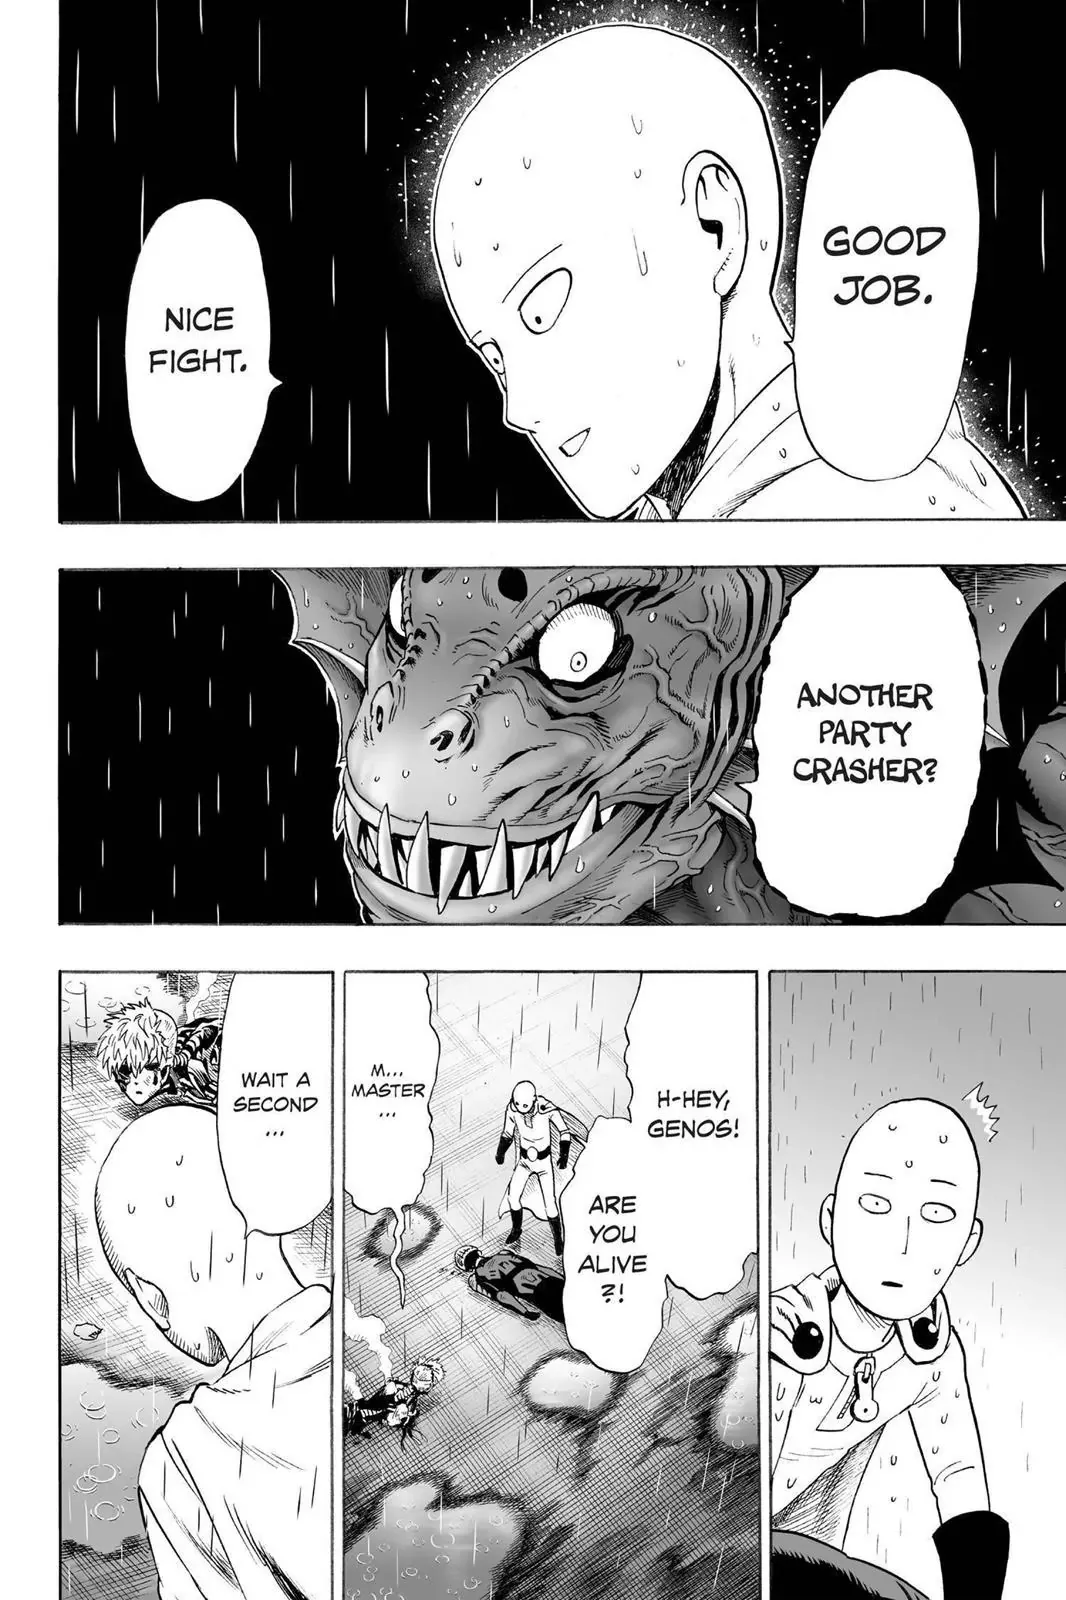 GOOD
JOB.
NICE
FIGHT.
ANOTHER
PARTY
CRASHER?
H-HEY,
GENOS!
ARE
YOU
ALIVE
?!
M...
MASTER
...
WAIT A
SECOND
...